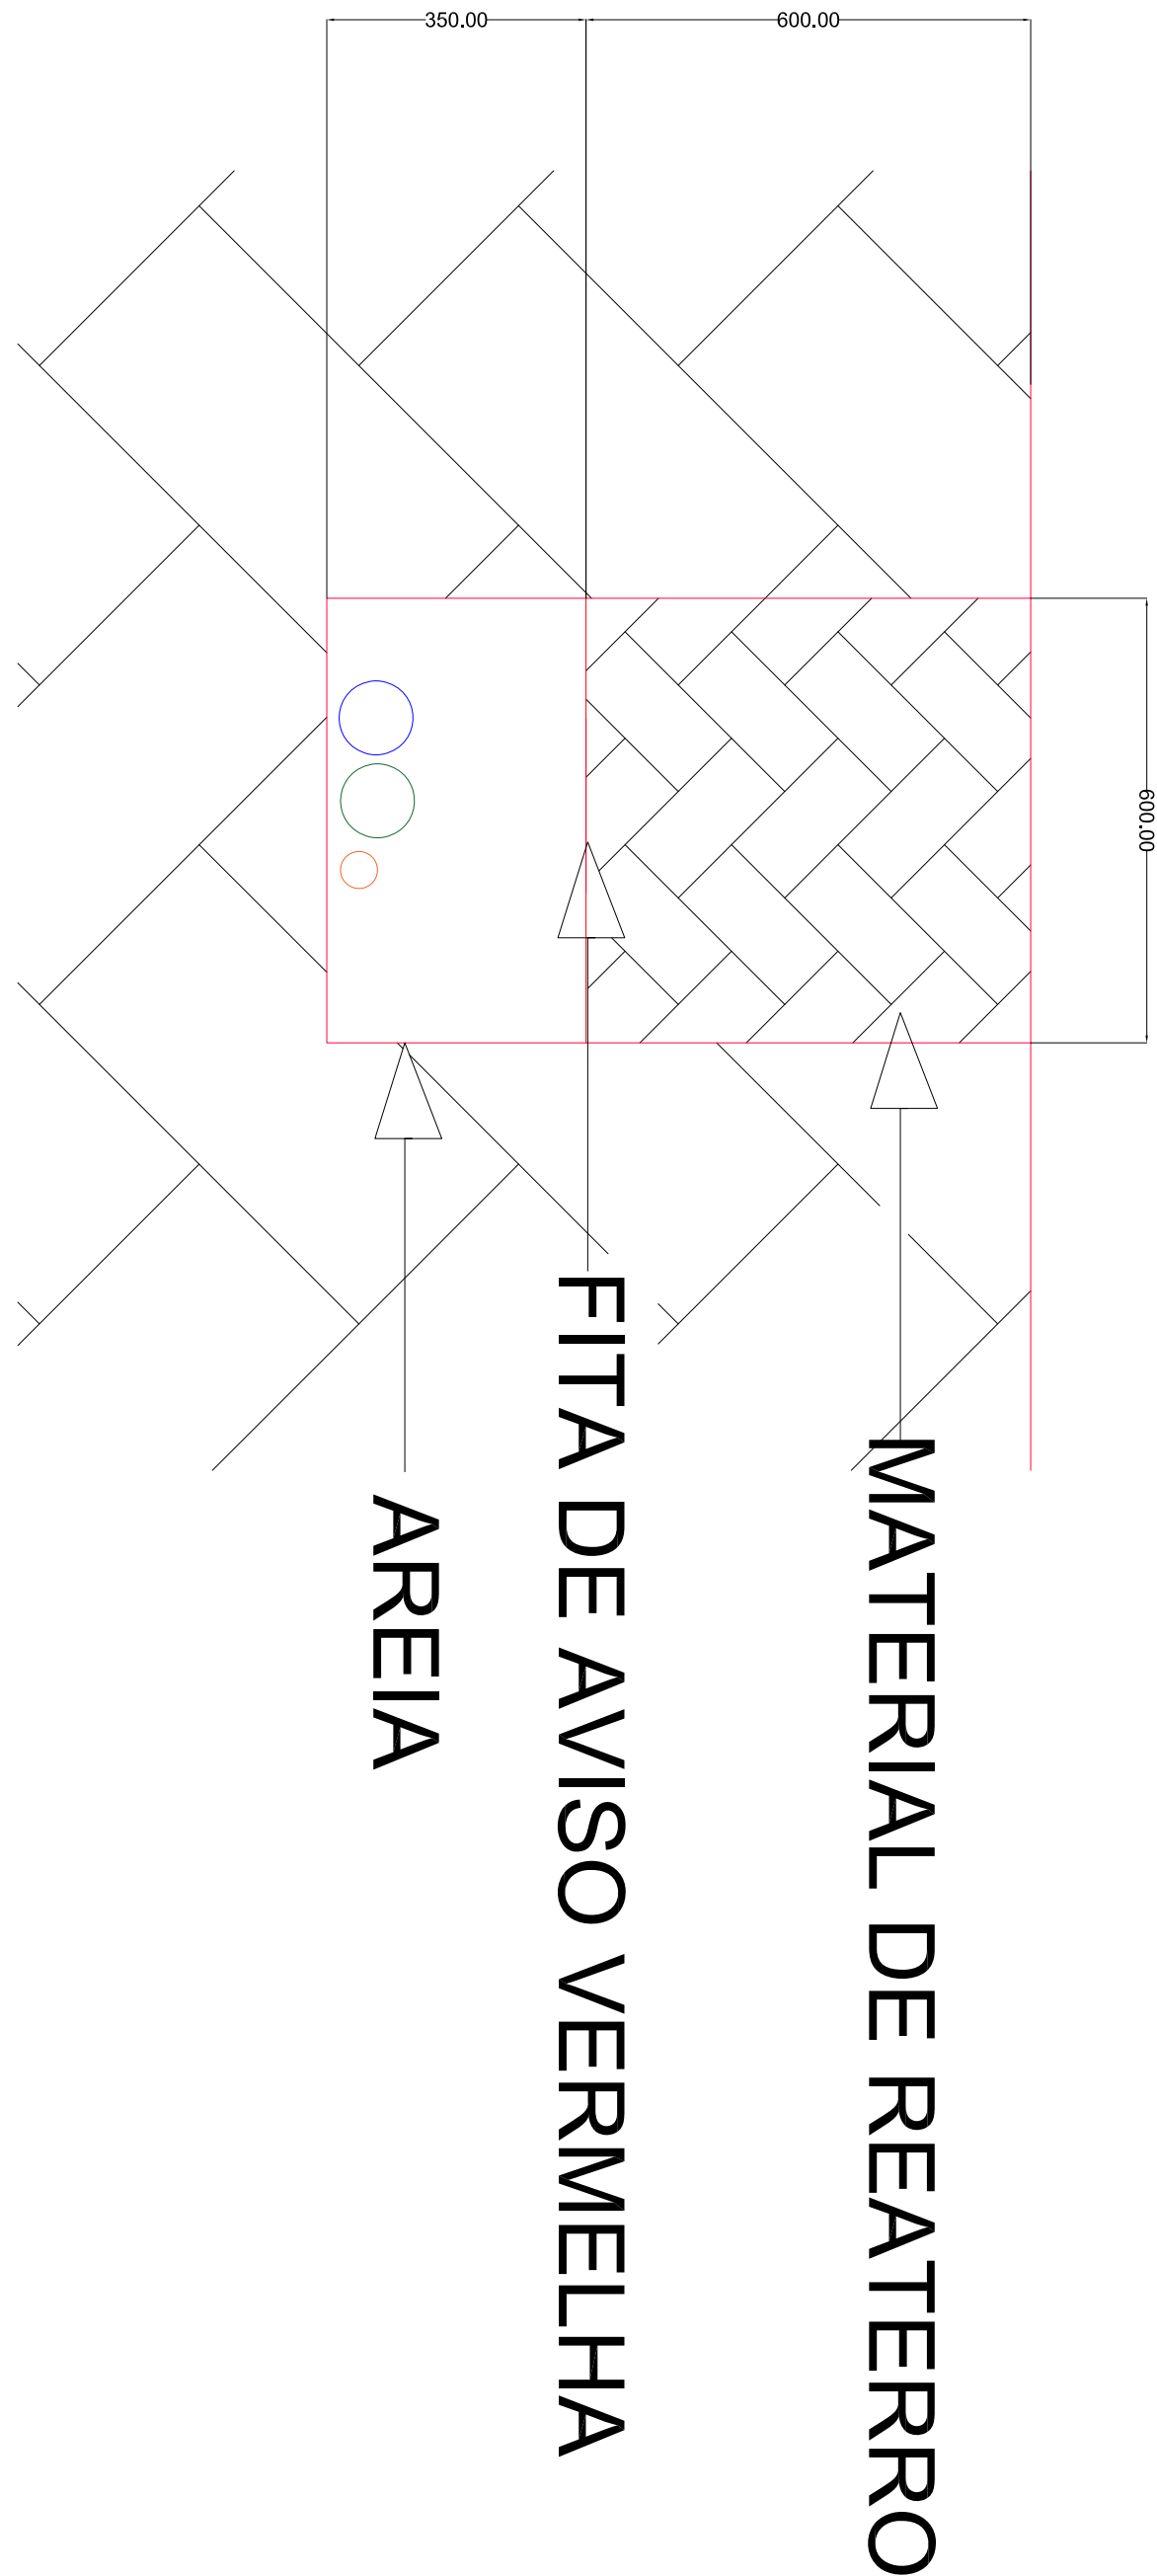 350.00
600.00
600.00
MATERIAL DE REATERRO
FITA DE AVISO VERMELHA
AREIA